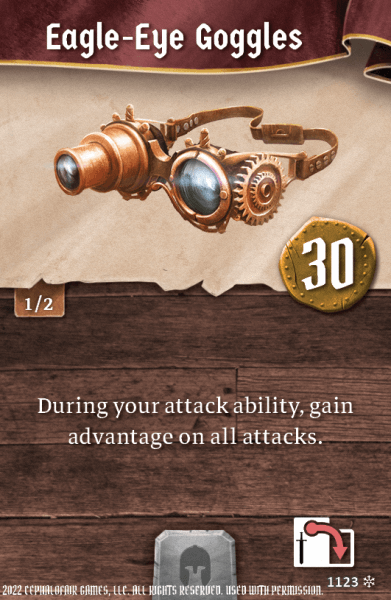 Eagle-Eye Goggles
30
1/2
During your attack ability, gain
advantage on all attacks.
1123
2022 CEPHALOFAIR GAMES, LLC. ALL RIGHTS RESERVED. USED WITH PERMISSION.